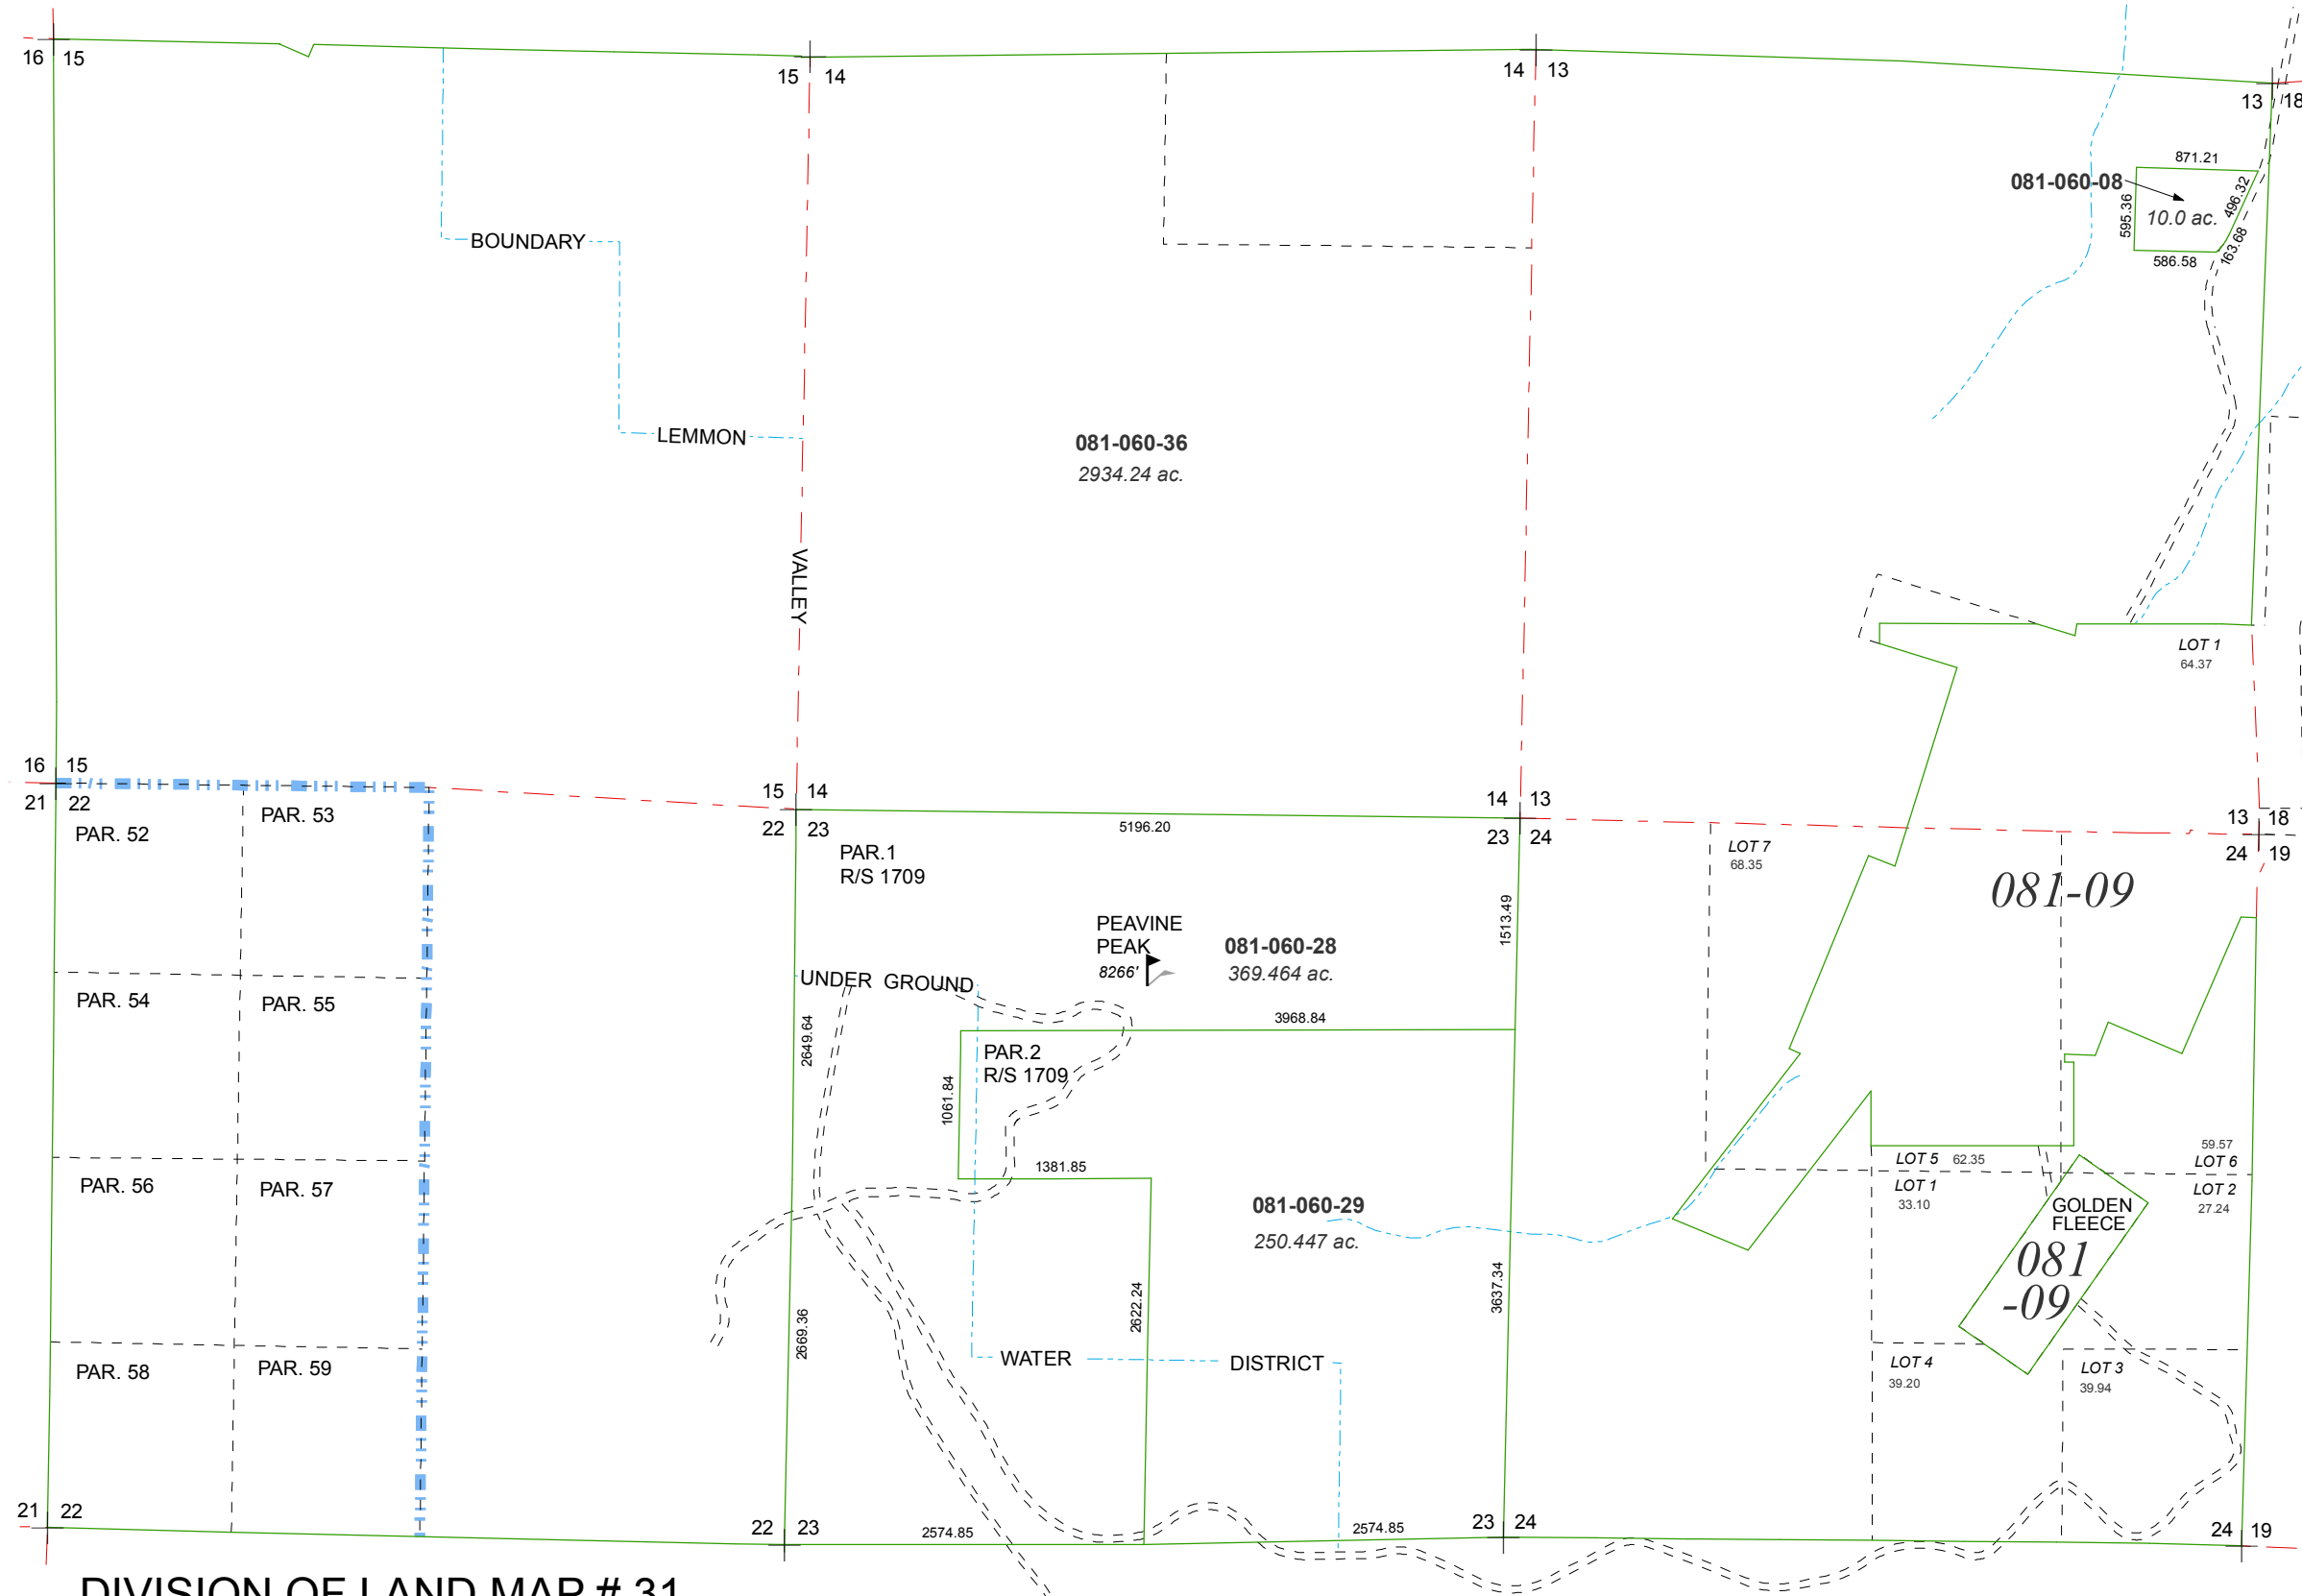 16 15
15 14
14 13
13 18
871.21
081-060-08
595.36
10.0 ac.
496.32
163.68
586.58
BOUNDARY
LEMMON
VALLEY
081-060-36
2934.24 ac.
LOT 1
64.37
16 15
21 22
15 14
22 23
14 13
23 24
13 18
24 19
5196.20
PAR. 52
PAR. 53
PAR.1
R/S 1709
LOT 7
68.35
081-09
1513.49
PEAVINE
PEAK
8266'
081-060-28
369.464 ac.
UNDER GROUND
PAR. 54
PAR. 55
2649.64
3968.84
PAR.2
R/S 1709
1061.84
1381.85
PAR. 56
PAR. 57
081-060-29
250.447 ac.
LOT 5 62.35
LOT 1
33.10
59.57
LOT 6
LOT 2
27.24
GOLDEN
FLEECE
081
-09
2669.36
2622.24
3637.34
WATER
DISTRICT
PAR. 58
PAR. 59
LOT 4
39.20
LOT 3
39.94
21 22
22 23
2574.85
2574.85
23 24
24 19
DIVISION OF LAND MAP # 31